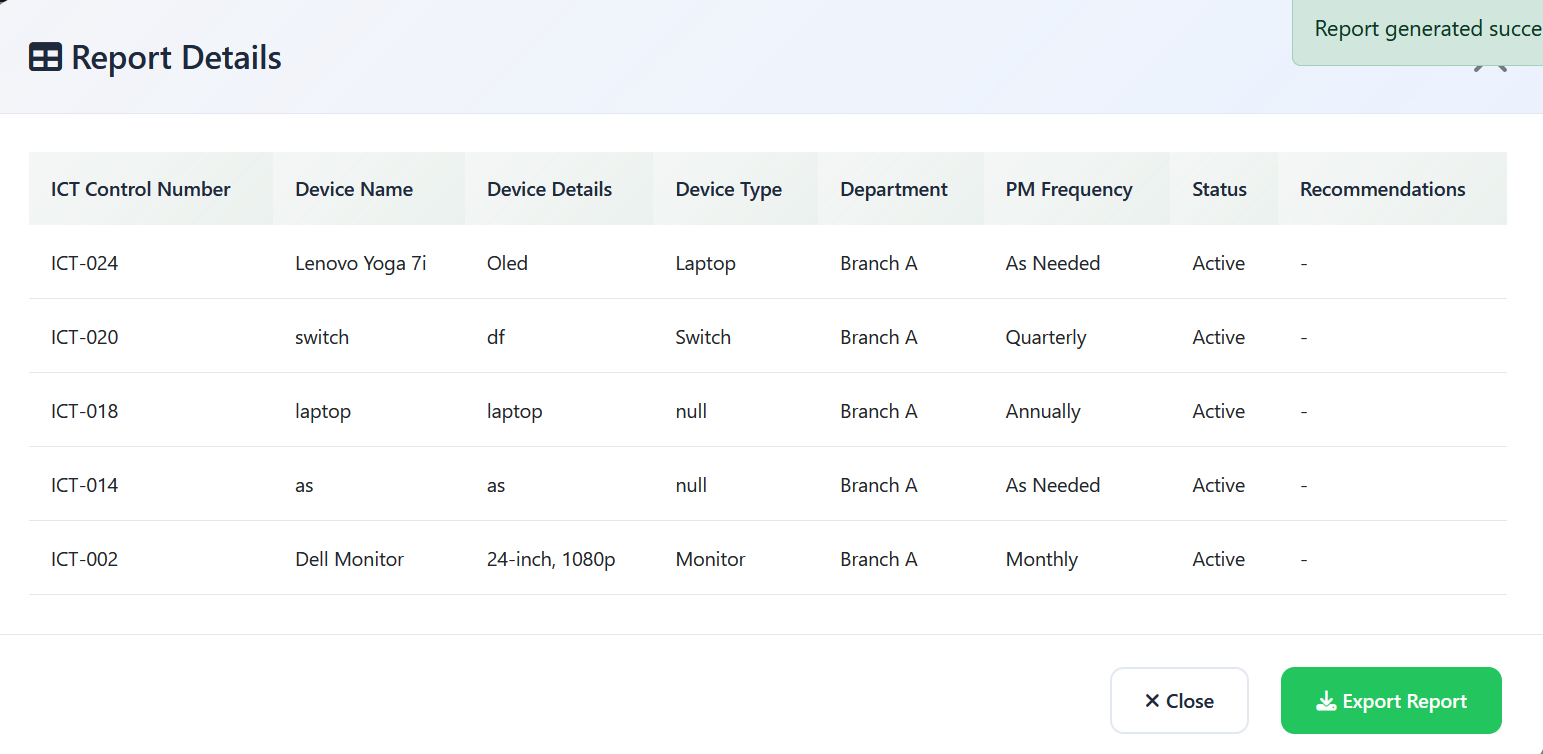 Report generated succe
Report Details
ICT Control Number Device Name Device Details Device Type Department PM Frequency Status Recommendations
ICT-024 Lenovo Yoga 7i Oled Laptop Branch A As Needed Active -
ICT-020 switch df Switch Branch A Quarterly Active -
ICT-018 laptop laptop null Branch A Annually Active -
ICT-014 as as null Branch A As Needed Active -
ICT-002 Dell Monitor 24-inch, 1080p Monitor Branch A Monthly Active -
Close Export Report